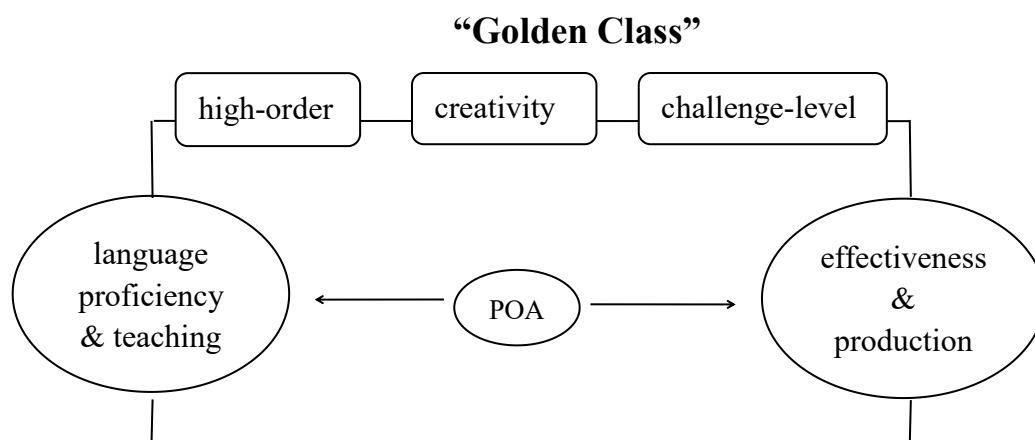 “Golden Class”
high-order
creativity
challenge-level
language
proficiency
& teaching
POA
effectiveness
&
production